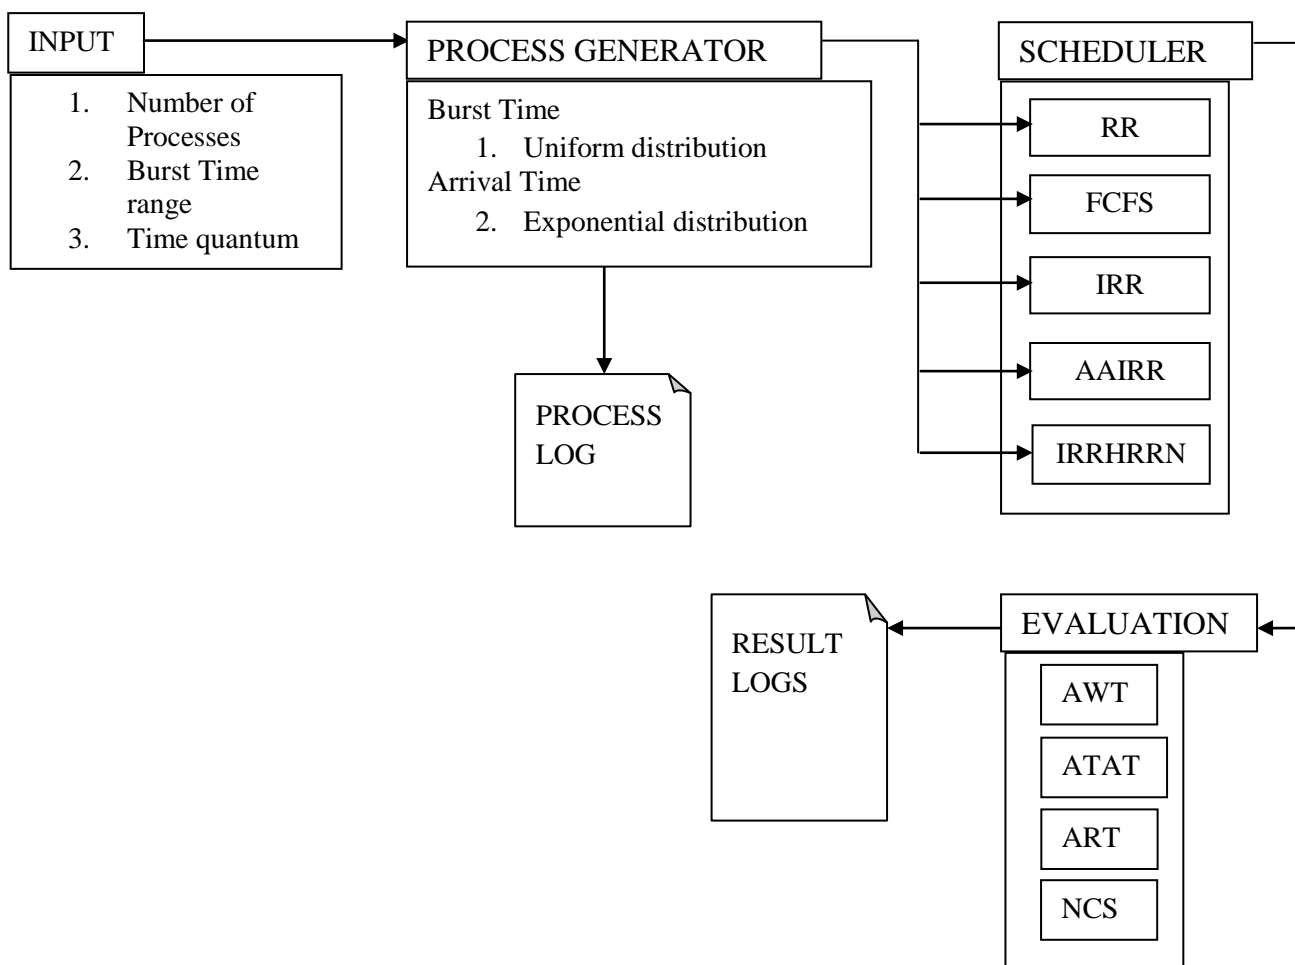 INPUT
1. Number of
Processes
2. Burst Time
range
3. Time quantum
PROCESS GENERATOR
Burst Time
1. Uniform distribution
Arrival Time
2. Exponential distribution
PROCESS
LOG
SCHEDULER
RR
FCFS
IRR
AAIRR
IRRHRRN
EVALUATION
AWT
ATAT
ART
NCS
RESULT
LOGS